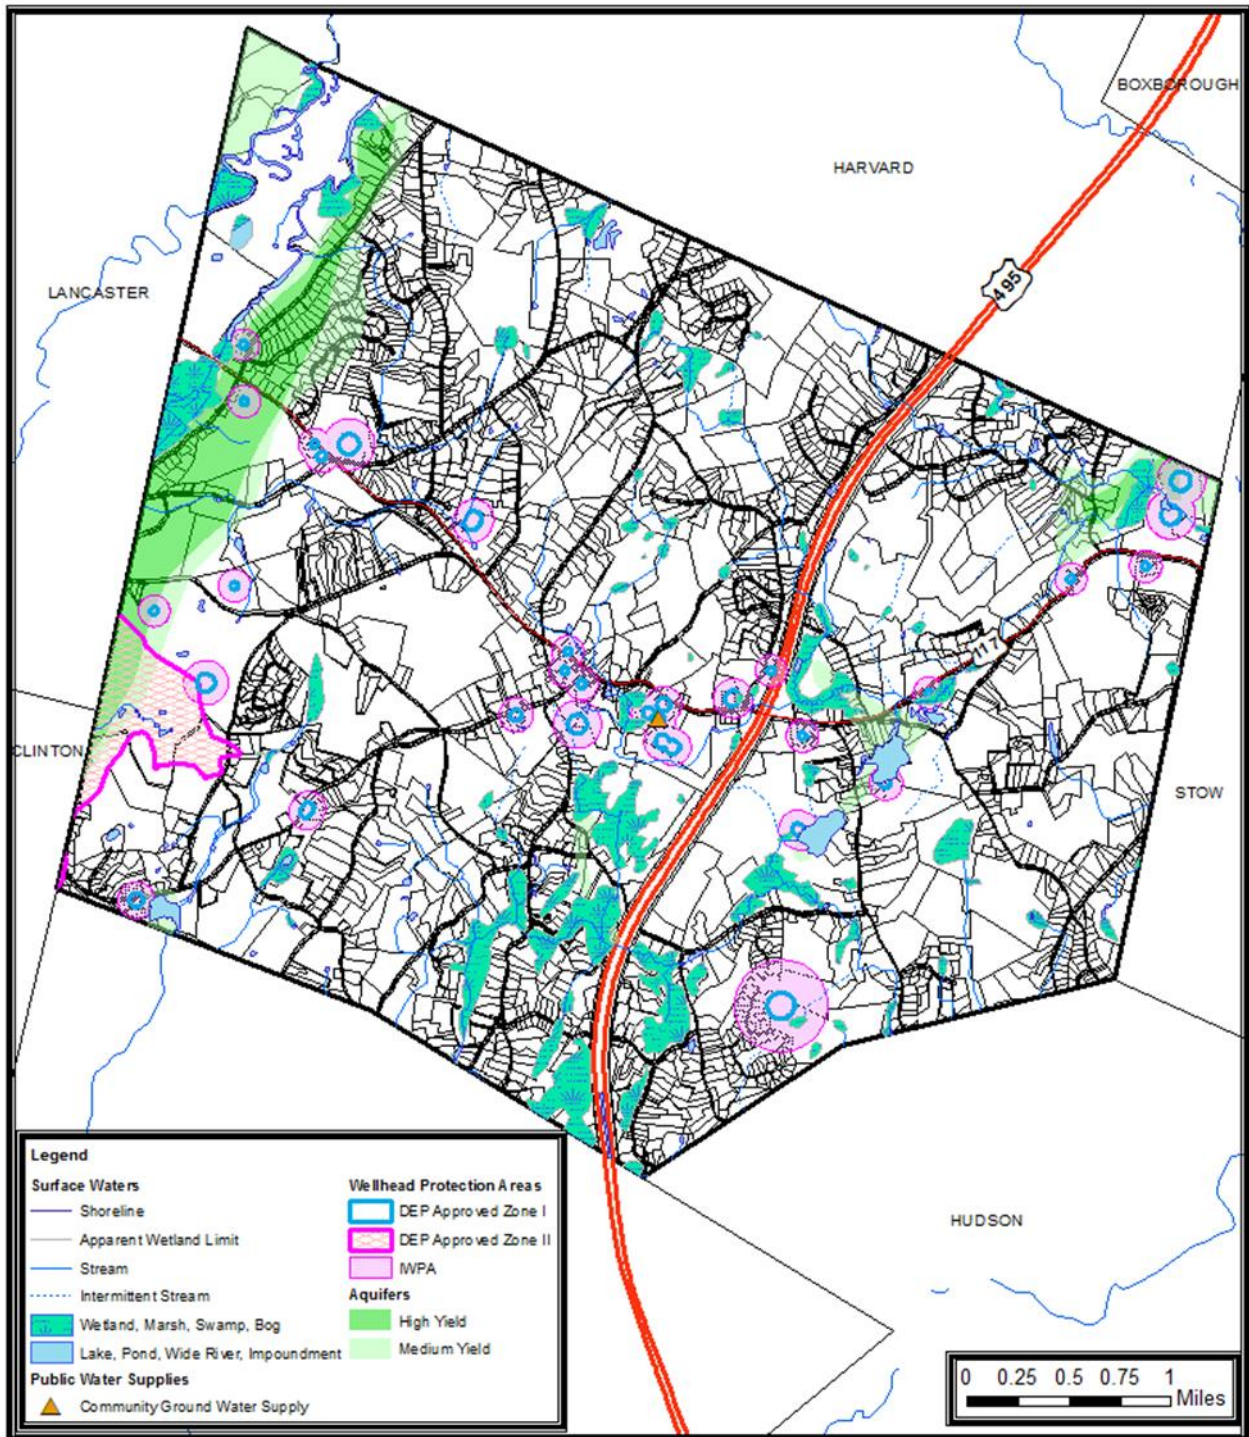 BOXBOROUGH
HARVARD
495
LANCASTER
117
CLINTON
STOW
HUDSON
Legend
Surface Waters
Shoreline
Apparent Wetland Limit
Stream
Intermittent Stream
Wetland, Marsh, Swamp, Bog
Lake, Pond, Wide River, Impoundment
Public Water Supplies
Community Ground Water Supply
Wellhead Protection Areas
DEP Approved Zone I
DEP Approved Zone II
IWPA
Aquifers
High Yield
Medium Yield
0 0.25 0.5 0.75 1
Miles